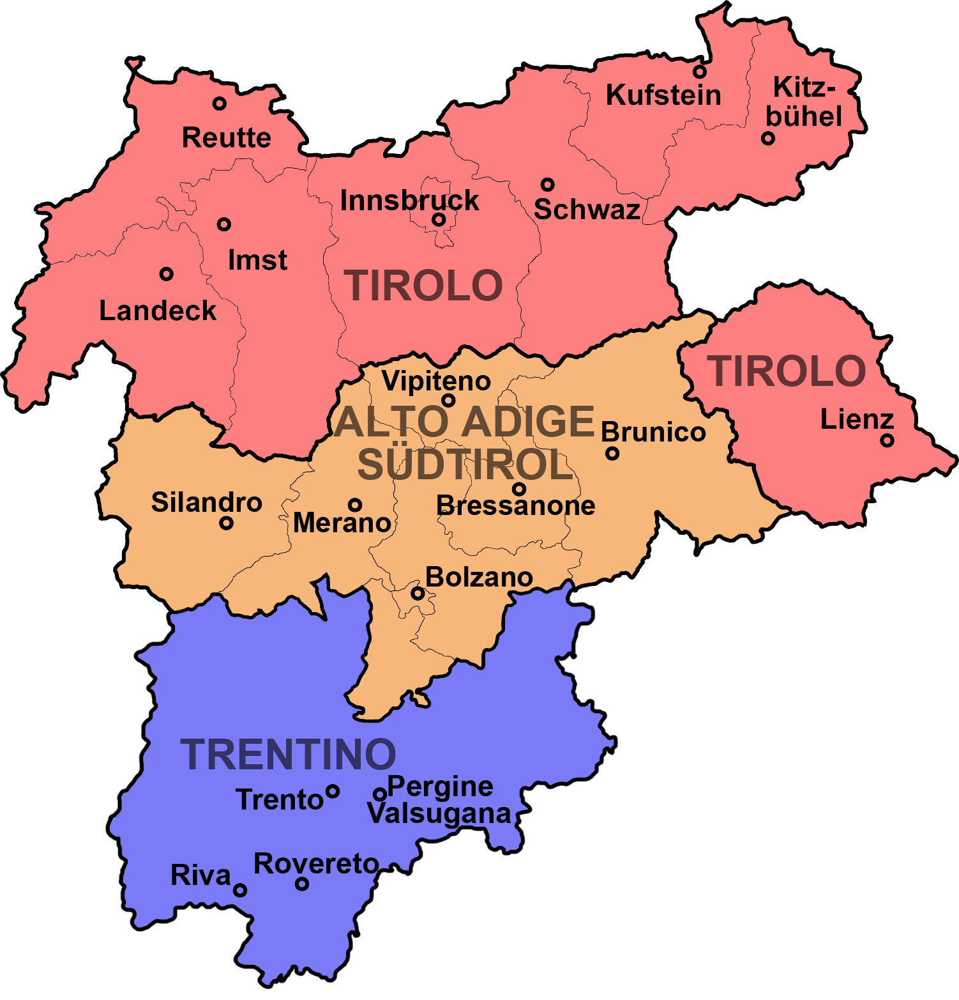 Kitz-
bühel
Kufstein
Reutte
Innsbruck
Schwaz
Imst
TIROLO
Landeck
TIROLO
Vipiteno
Lienz
ALTO ADIGE
SÜDTIROL
Brunico
Silandro
Bressanone
Merano
Bolzano
TRENTINO
Trento
Pergine
Valsugana
Rovereto
Riva